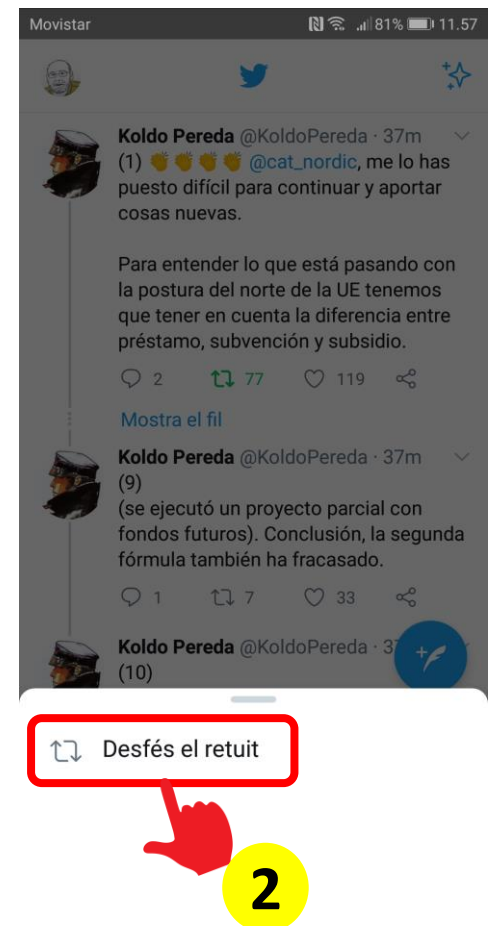 Movistar 81% 11.57
Koldo Pereda @KoldoPereda · 37m
(1) 👏👏👏👏 @cat_nordic, me lo has
puesto difícil para continuar y aportar
cosas nuevas.
Para entender lo que está pasando con
la postura del norte de la UE tenemos
que tener en cuenta la diferencia entre
préstamo, subvención y subsidio.
2 77 119
Mostra el fil
Koldo Pereda @KoldoPereda · 37m
(9)
(se ejecutó un proyecto parcial con
fondos futuros). Conclusión, la segunda
fórmula también ha fracasado.
1 7 33
Koldo Pereda @KoldoPereda · 3
(10)
Desfés el retuit
2